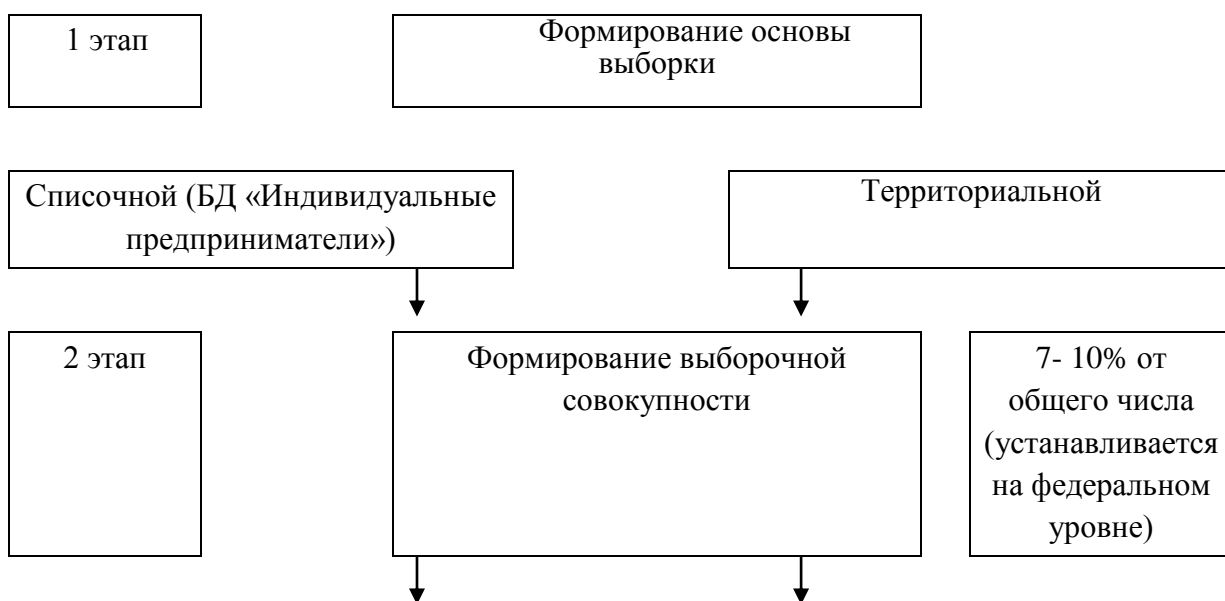 1 этап
Формирование основы
выборки
Списочной (БД «Индивидуальные
предприниматели»)
Территориальной
2 этап
Формирование выборочной
совокупности
7- 10% от
общего числа
(устанавливается
на федеральном
уровне)